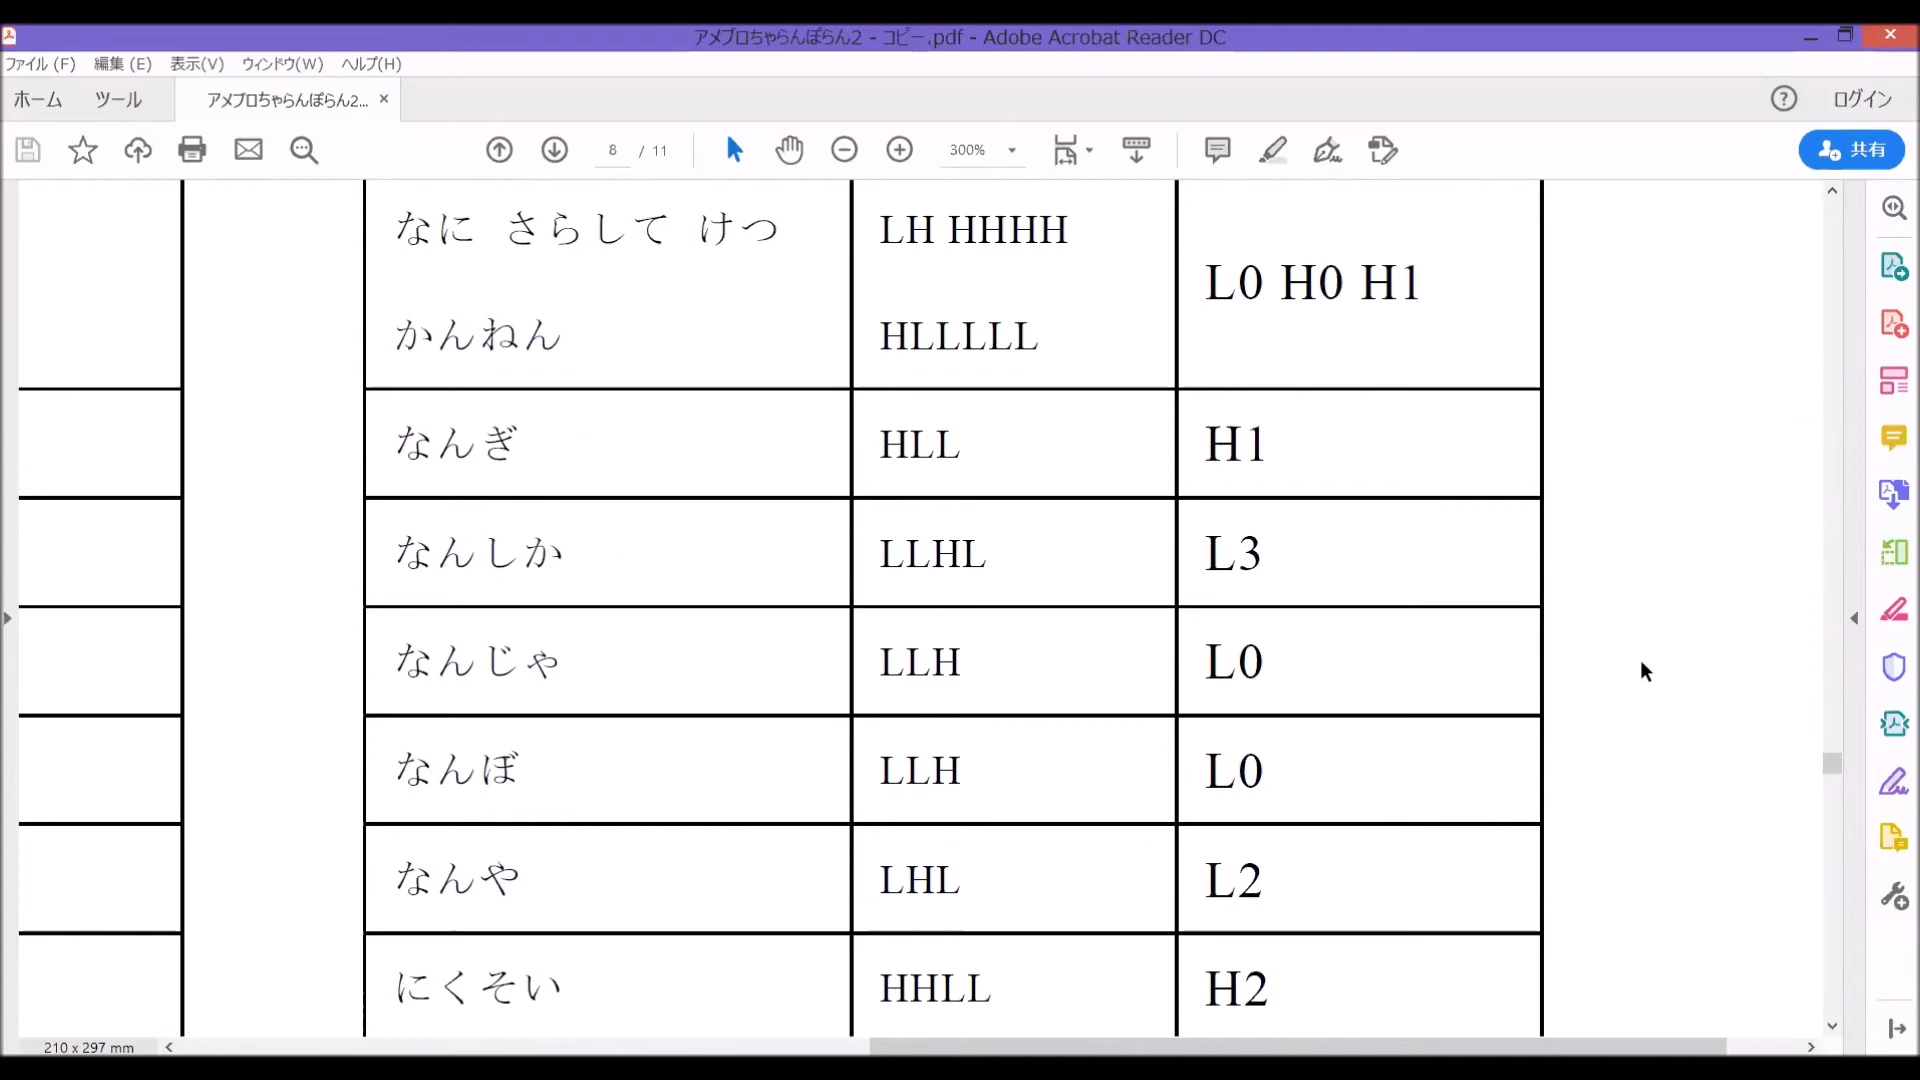 アメブロちゃらんぽらん2 - コピー.pdf - Adobe Acrobat Reader DC
ファイル (F) 編集 (E) 表示(V) ウィンドウ(W) ヘルプ(H)
ホーム ツール アメブロちゃらんぽらん2... × ? ログイン
8 / 11 300% 共有
なに さらして けつ LH HHHH
L0 H0 H1
かんねん HLLLLL
なんぎ HLL H1
なんしか LLHL L3
なんじゃ LLH L0
なんぼ LLH L0
なんや LHL L2
にくそい HHLL H2
210 x 297 mm